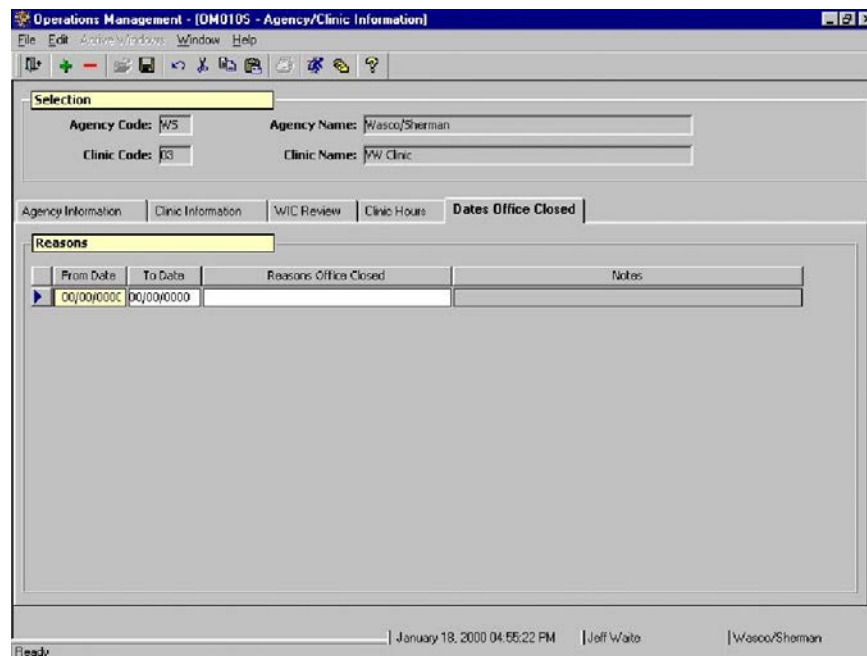 Operations Management - [OM010S - Agency/Clinic Information]
File Edit Active Windows Window Help
Selection
Agency Code: WS Agency Name: Wasco/Sherman
Clinic Code: 03 Clinic Name: VW Clinic
Agency Information Clinic Information WIC Review Clinic Hours Dates Office Closed
Reasons
From Date To Date Reasons Office Closed Notes
00/00/000C 00/00/0000
January 18, 2000 04:55:22 PM Jeff Waite Wasco/Sherman
Ready